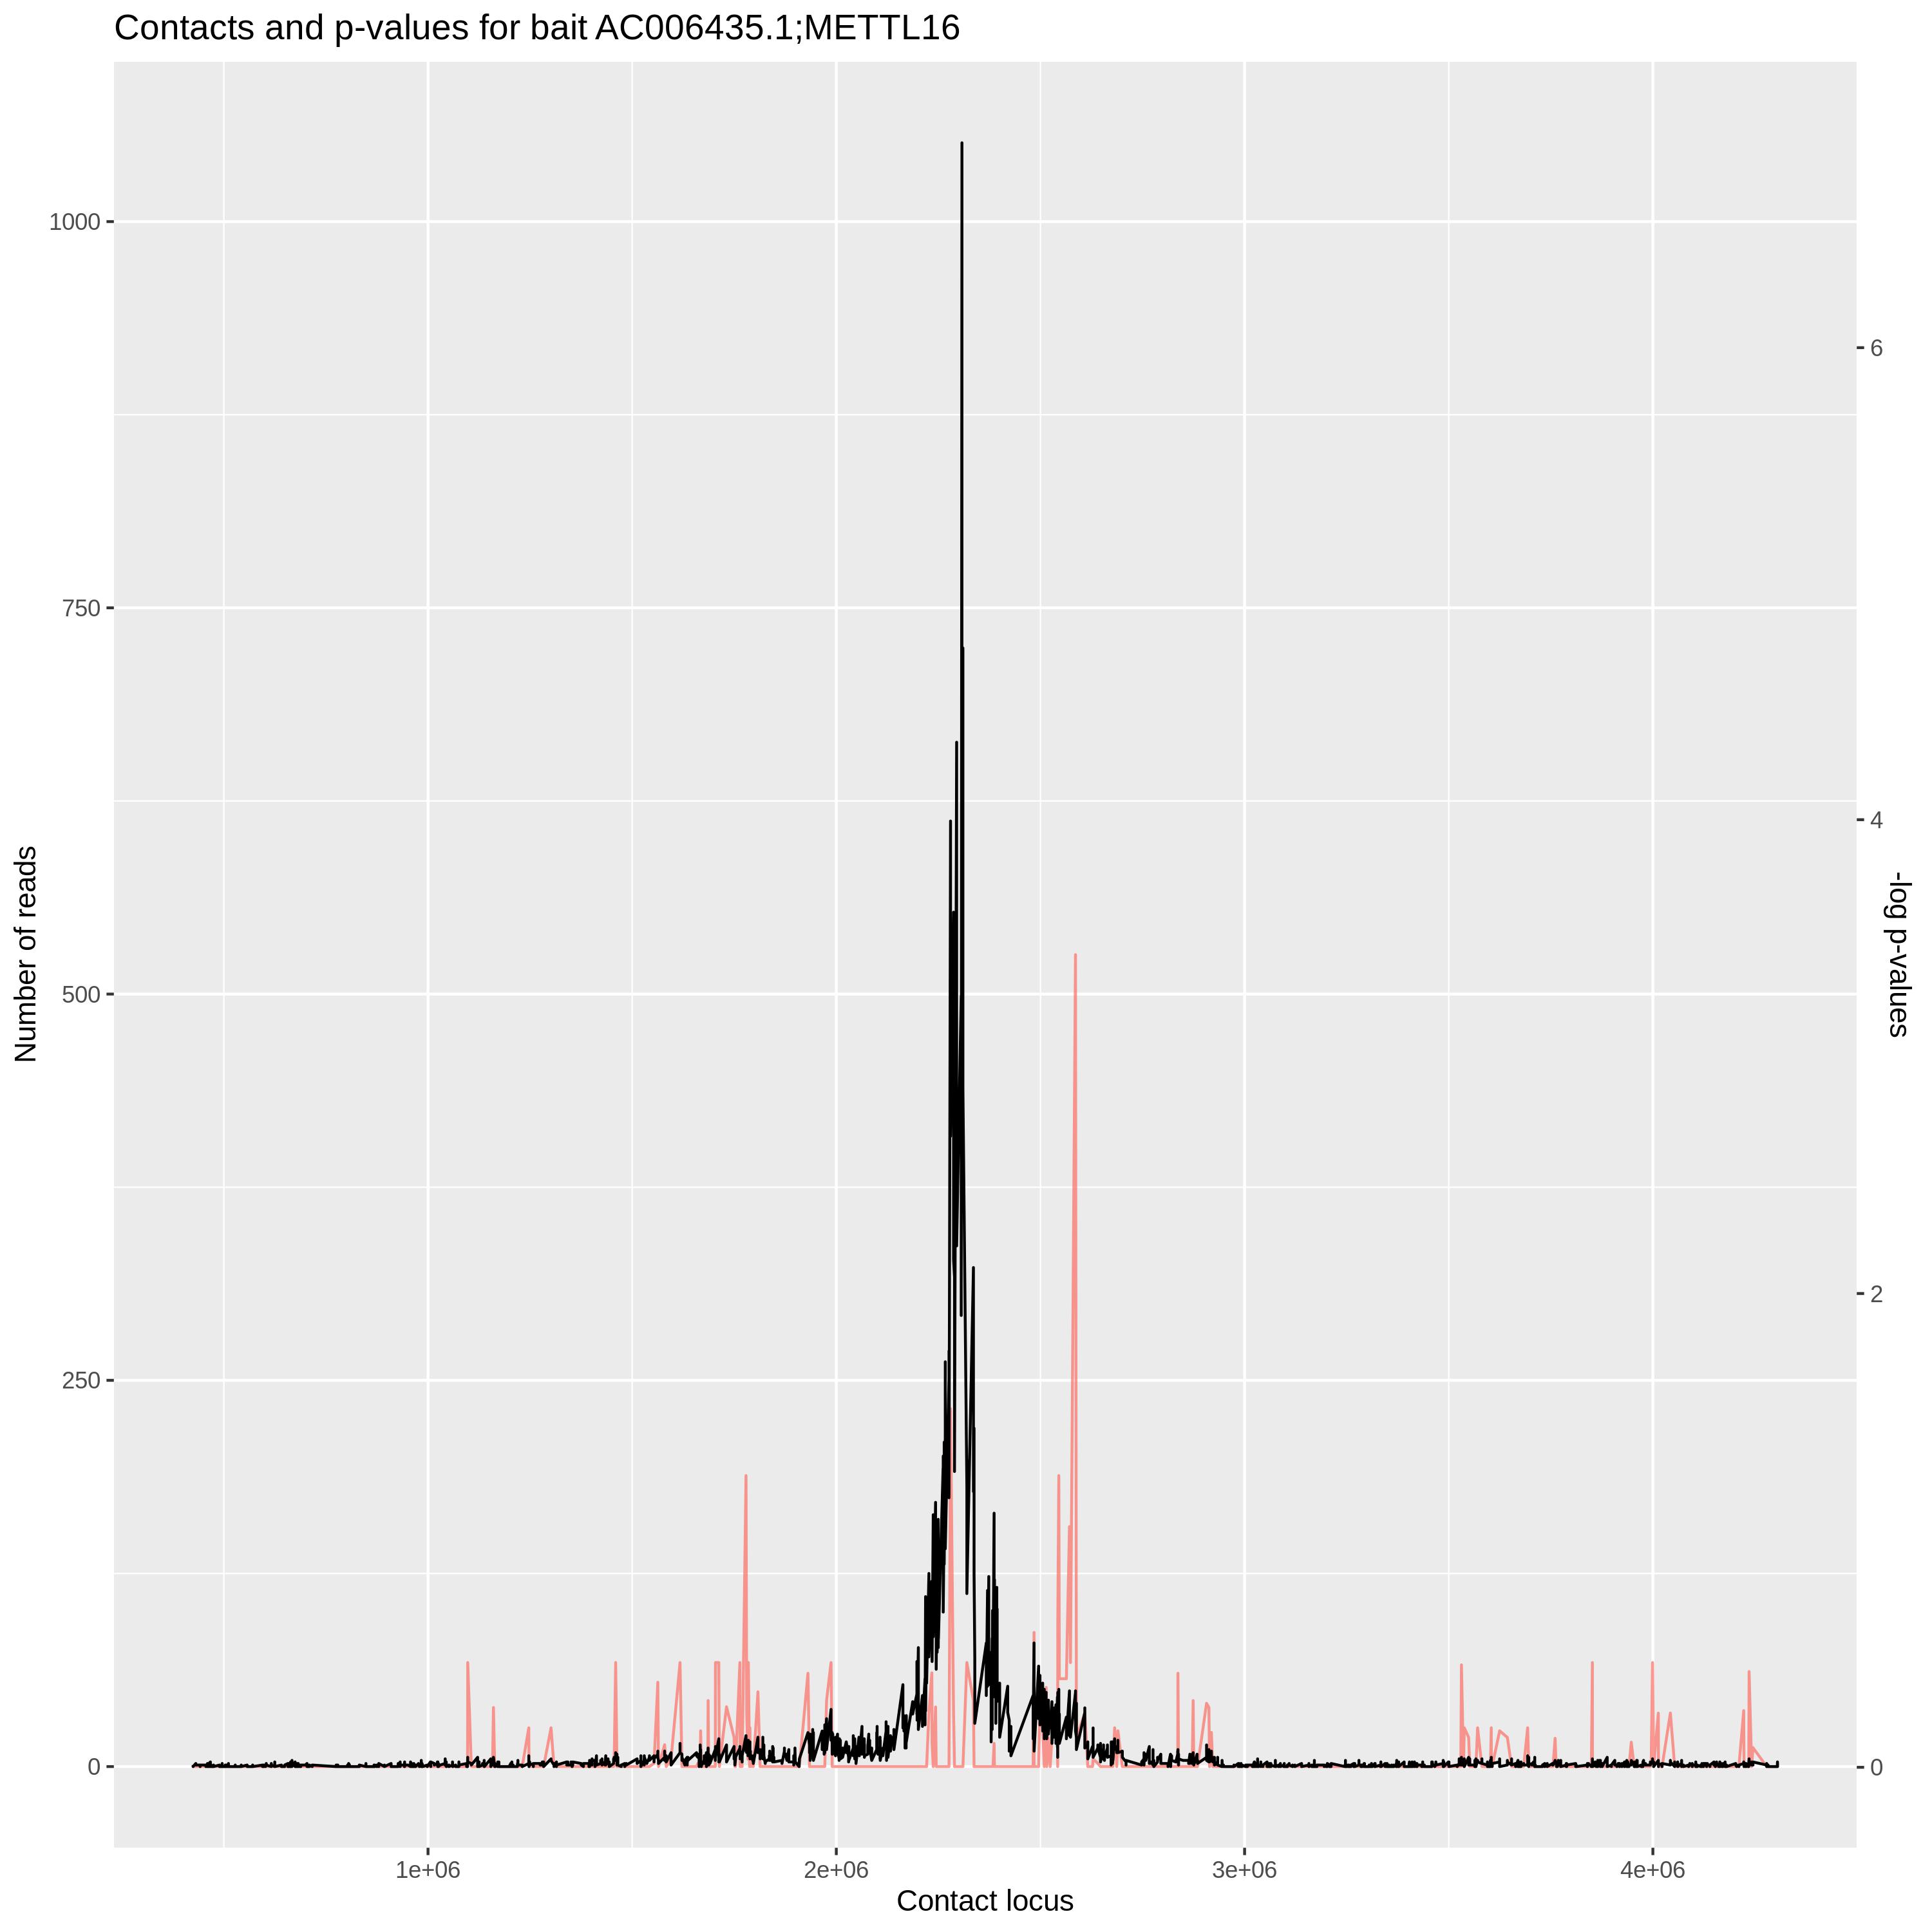 Contacts and p-values for bait AC006435.1;METTL16
1000
750
500
250
0
Number of reads
6
4
2
0
-log p-values
1e+06
2e+06
3e+06
4e+06
Contact locus